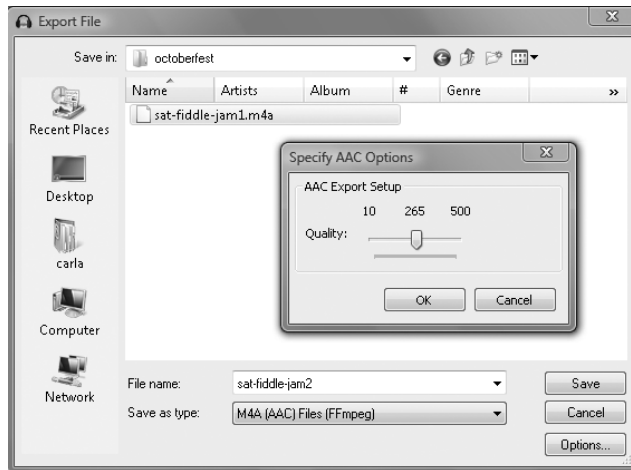 Export File
Save in: octoberfest
Name Artists Album # Genre »
sat-fiddle-jam1.m4a
Recent Places
Desktop
carla
Computer
Network
Specify AAC Options
AAC Export Setup
10 265 500
Quality:
OK Cancel
File name: sat-fiddle-jam2 Save
Save as type: M4A (AAC) Files (FFmpeg) Cancel
Options...